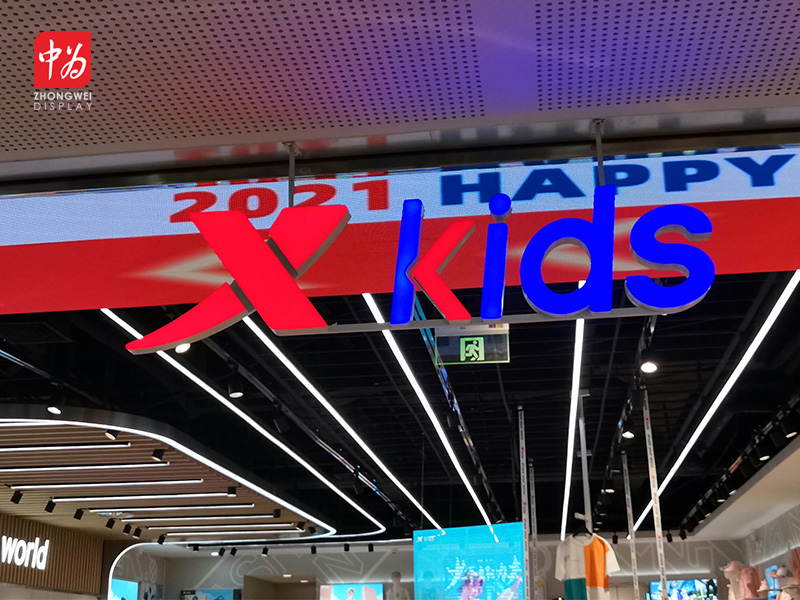 中为
ZHONGWEI
DISPLAY
2021 HAPPY
X kids
world